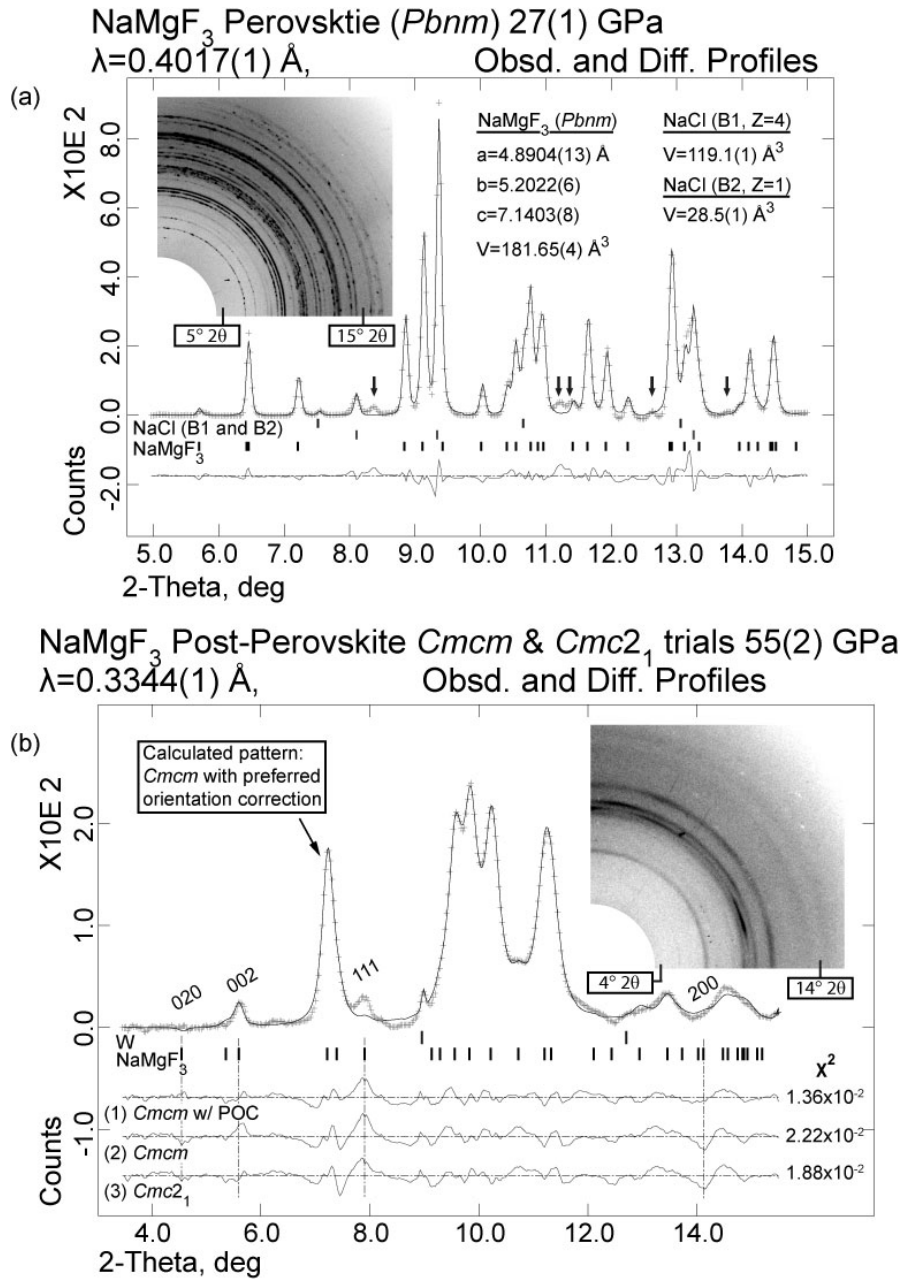 NaMgF3 Perovsktie (Pbnm) 27(1) GPa
λ=0.4017(1) Å, Obsd. and Diff. Profiles
(a)
X10E 2
8.0
6.0
4.0
2.0
0.0
-2.0
Counts
5° 2θ
15° 2θ
NaMgF3 (Pbnm)
a=4.8904(13) Å
b=5.2022(6)
c=7.1403(8)
V=181.65(4) Å3
NaCl (B1, Z=4)
V=119.1(1) Å3
NaCl (B2, Z=1)
V=28.5(1) Å3
NaCl (B1 and B2)
NaMgF3
5.0 6.0 7.0 8.0 9.0 10.0 11.0 12.0 13.0 14.0 15.0
2-Theta, deg
NaMgF3 Post-Perovskite Cmcm & Cmc21 trials 55(2) GPa
λ=0.3344(1) Å, Obsd. and Diff. Profiles
(b)
X10E 2
2.0
1.0
0.0
-1.0
Counts
Calculated pattern:
Cmcm with preferred
orientation correction
020
002
111
200
4° 2θ
14° 2θ
W
NaMgF3
χ2
(1) Cmcm w/ POC
1.36x10-2
(2) Cmcm
2.22x10-2
(3) Cmc21
1.88x10-2
4.0 6.0 8.0 10.0 12.0 14.0
2-Theta, deg